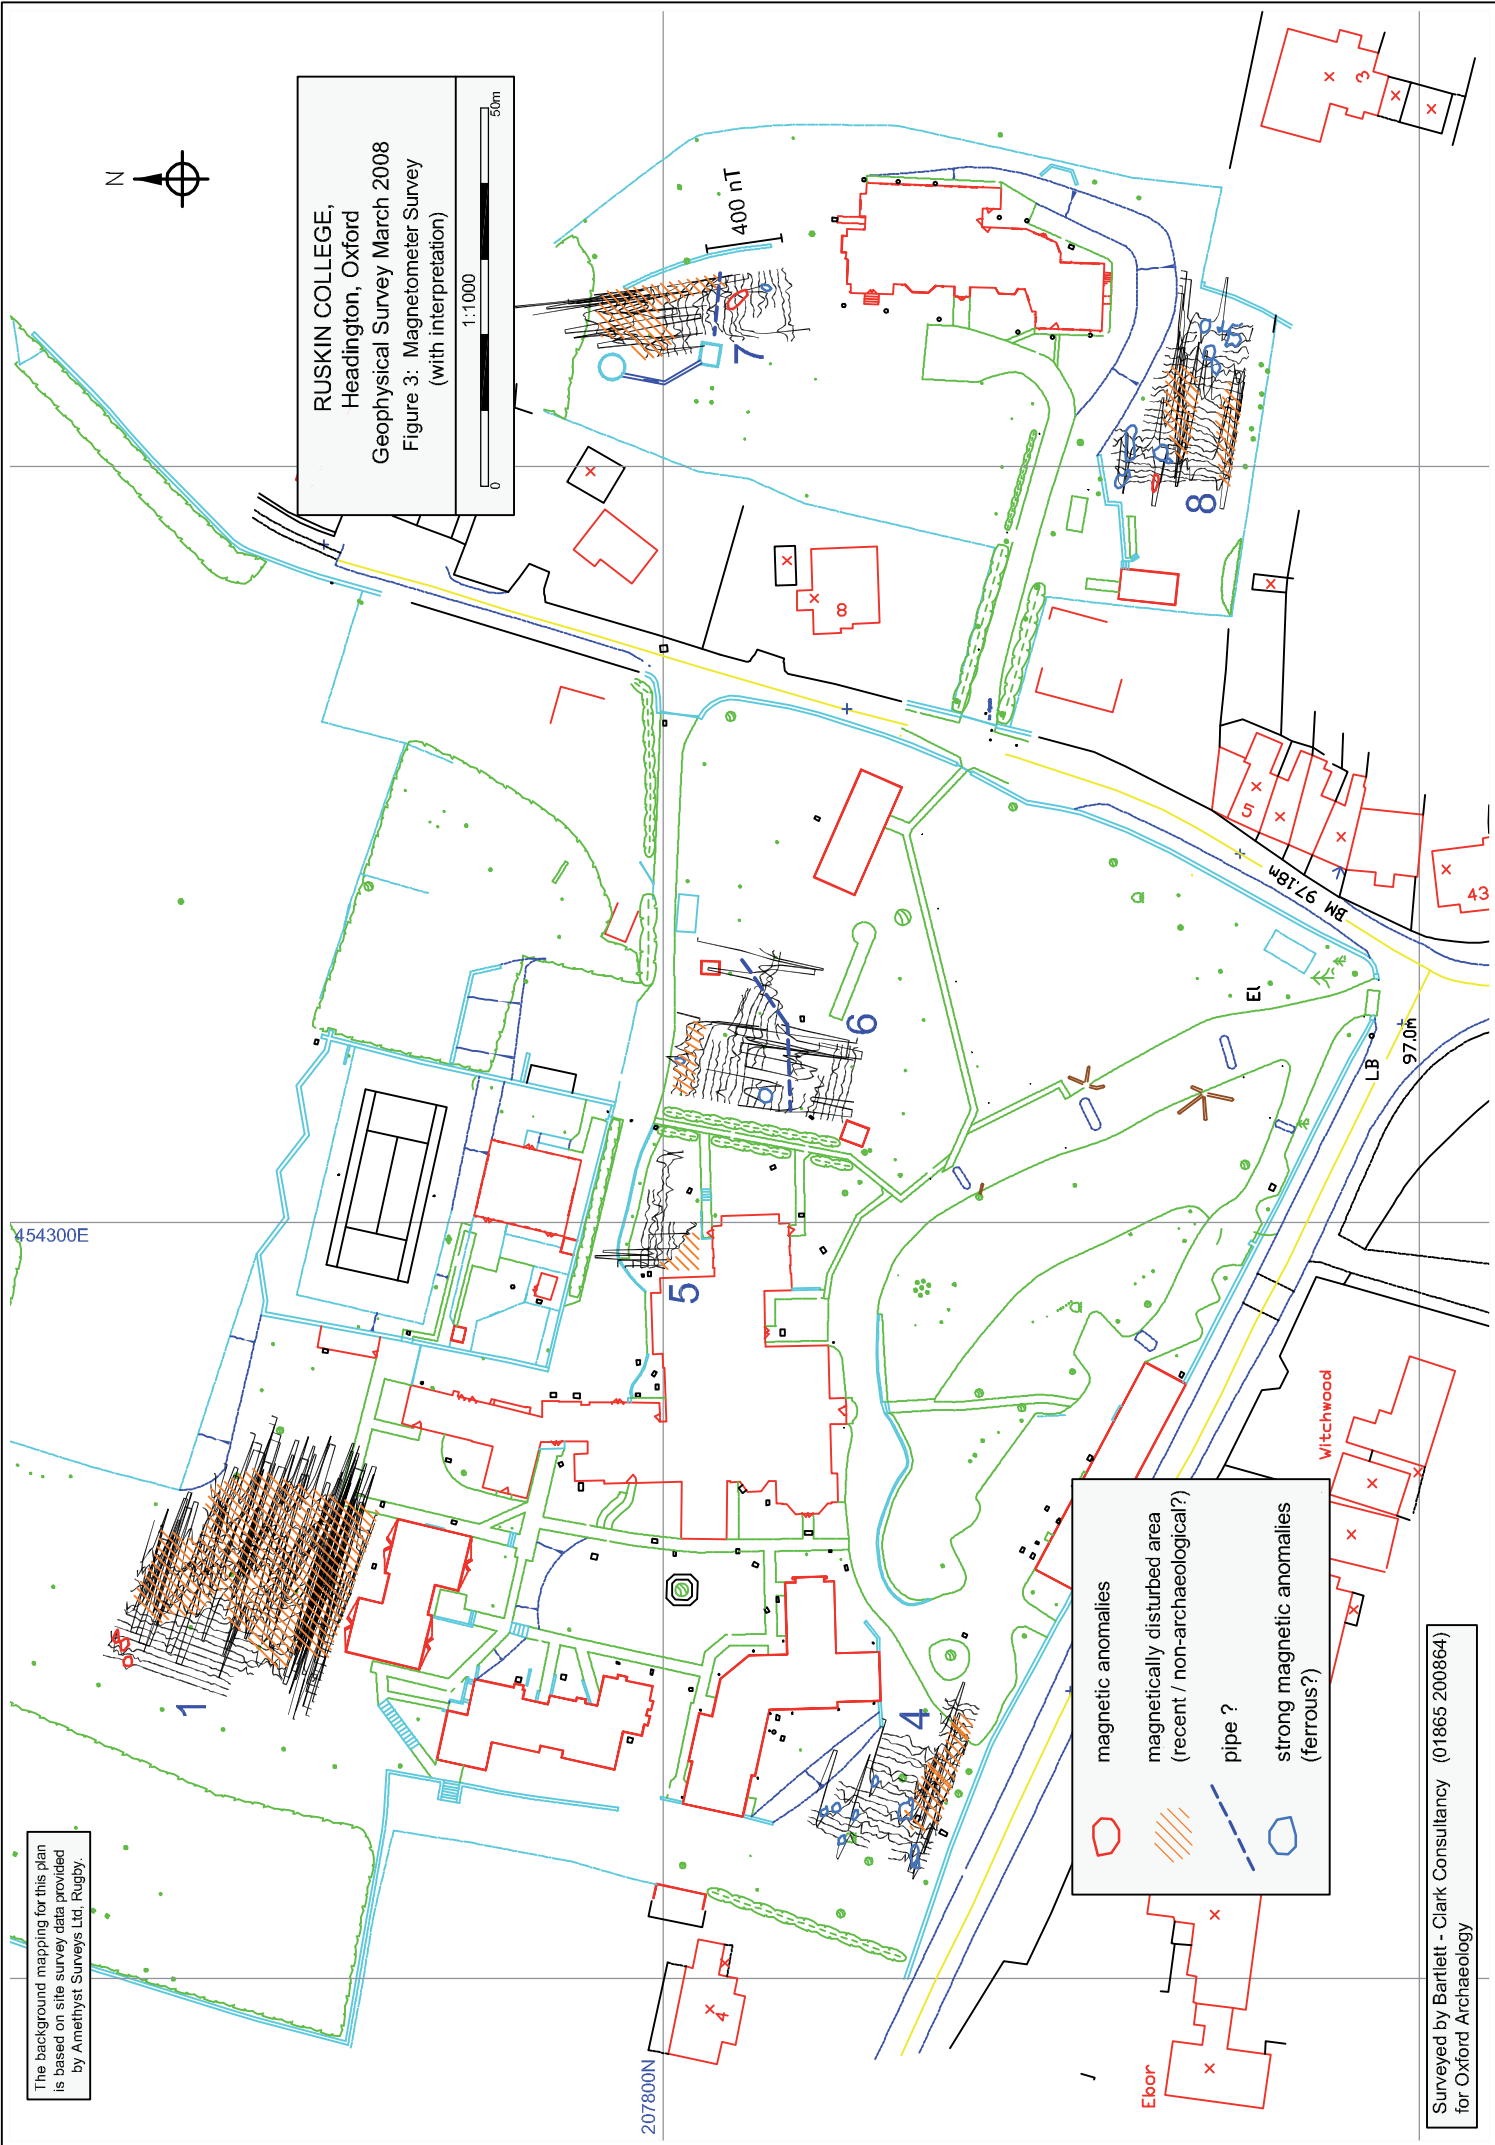 RUSKIN COLLEGE,
Headington, Oxford
Geophysical Survey March 2008
Figure 3: Magnetometer Survey
(with interpretation)
1:1000
0
50m
N
The background mapping for this plan
is based on site survey data provided
by Amethyst Surveys Ltd, Rugby.
454300E
207800N
400 nT
1
4
5
6
7
8
3
8
5
43
4
BM 97.18m
El
LB
97.0m
Witchwood
Ebor
magnetic anomalies
magnetically disturbed area
(recent / non-archaeological?)
pipe ?
strong magnetic anomalies
(ferrous?)
Surveyed by Bartlett - Clark Consultancy (01865 200864)
for Oxford Archaeology